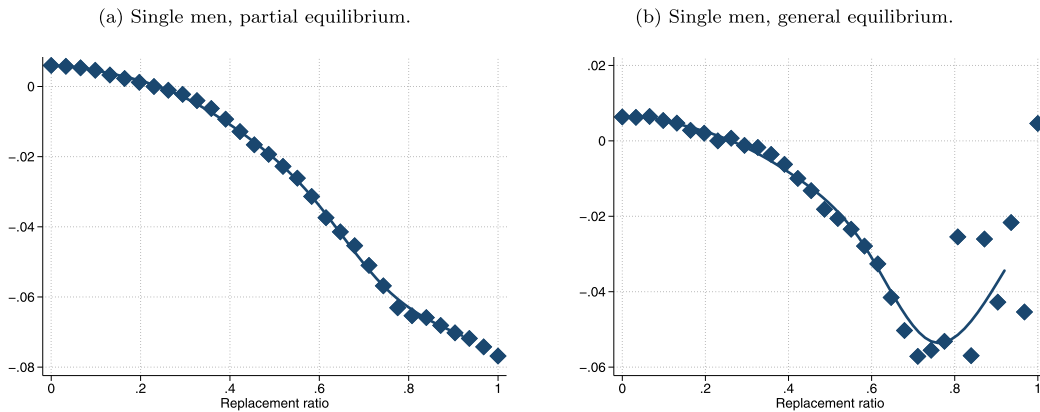 (a) Single men, partial equilibrium.
0
−.02
−.04
−.06
−.08
0 .2 .4 .6 .8 1
Replacement ratio
(b) Single men, general equilibrium.
.02
0
−.02
−.04
−.06
0 .2 .4 .6 .8 1
Replacement ratio